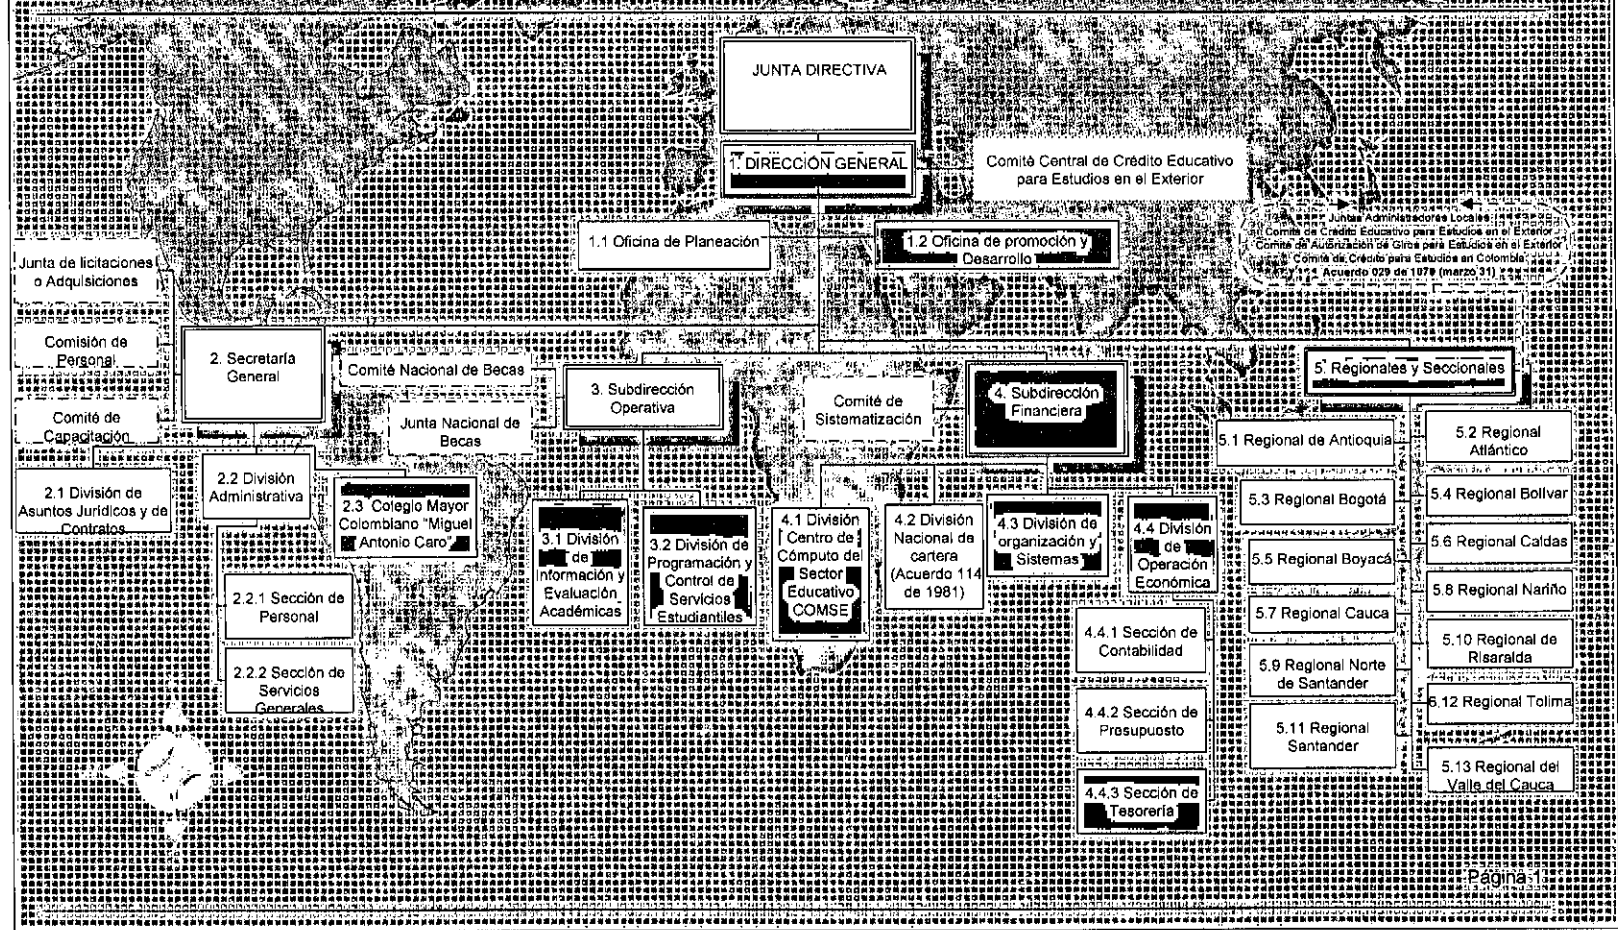 JUNTA DIRECTIVA
1. DIRECCIÓN GENERAL
Comité Central de Crédito Educativo
para Estudios en el Exterior
1.1 Oficina de Planeación
1.2 Oficina de promoción y
Desarrollo
Juntas Administradores Locales
Comité de Crédito Educativo para Estudios en el Exterior
Comité de Autorización de Giros para Estudios en el Exterior
Comité de Crédito para Estudios en Colombia
Acuerdo 029 de 1979 (marzo 31)
Junta de licitaciones
o Adquisiciones
Comisión de
Personal
Comité de
Capacitación
2. Secretaría
General
Comité Nacional de Becas
Junta Nacional de
Becas
3. Subdirección
Operativa
Comité de
Sistematización
4. Subdirección
Financiera
5. Regionales y Seccionales
2.1 División de
Asuntos Jurídicos y de
Contratos
2.2 División
Administrativa
2.3 Colegio Mayor
Colombiano "Miguel
Antonio Caro"
2.2.1 Sección de
Personal
2.2.2 Sección de
Servicios
Generales
3.1 División
de
Información y
Evaluación
Académicas
3.2 División de
Programación y
Control de
Servicios
Estudiantiles
4.1 División
Centro de
Cómputo de
Sector
Educativo
COMSE
4.2 División
Nacional de
cartera
(Acuerdo 114
de 1981)
4.3 División de
organización y
Sistemas
4.4 División
de
Operación
Económica
4.4.1 Sección de
Contabilidad
4.4.2 Sección de
Presupuosto
4.4.3 Sección de
Tesorería
5.1 Regional de Antioquia
5.2 Regional
Atlántico
5.3 Regional Bogotá
5.4 Regional Bolívar
5.5 Regional Boyacá
5.6 Regional Caldas
5.7 Regional Cauca
5.8 Regional Nariño
5.9 Regional Norte
de Santander
5.10 Regional de
Risaralda
5.11 Regional
Santander
5.12 Regional Tolima
5.13 Regional del
Valle del Cauca
Página 1